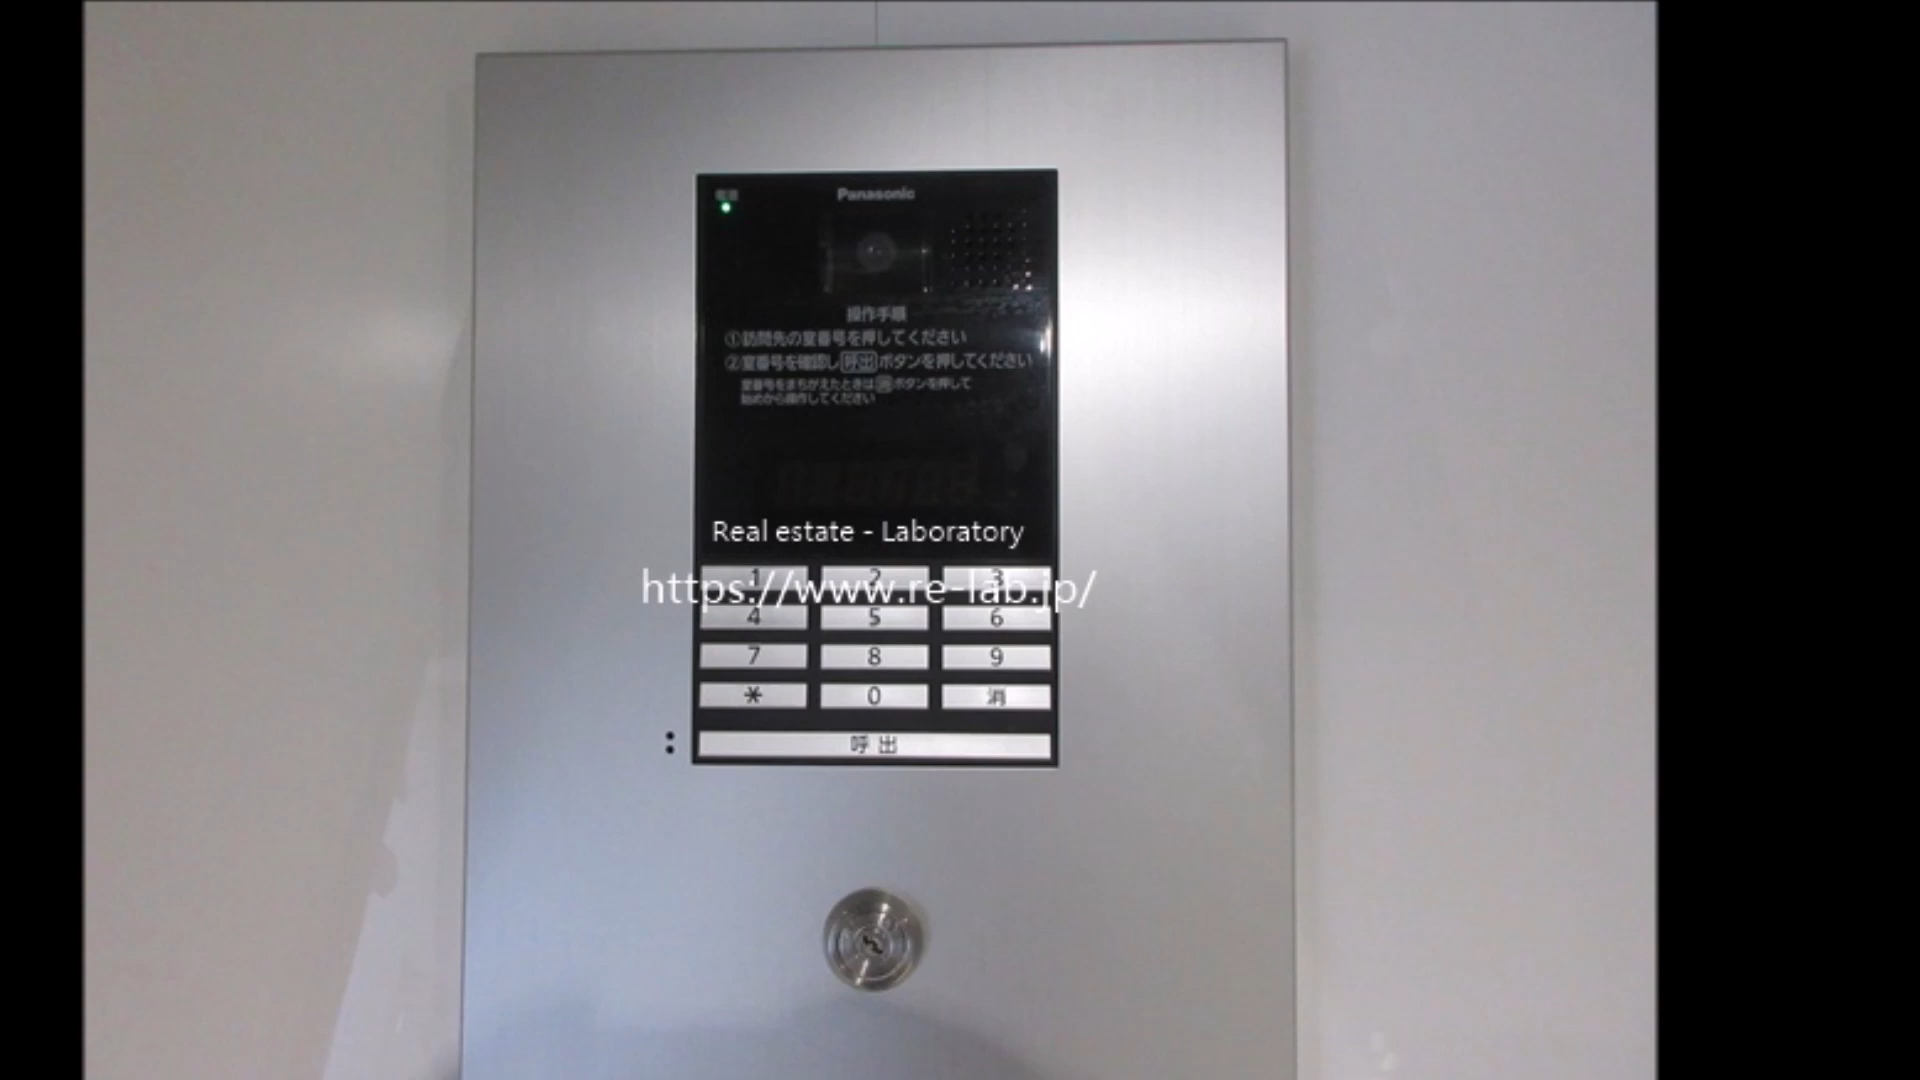 電源
Panasonic
操作手順
①訪問先の室番号を押してください
②室番号を確認し呼出ボタンを押してください
室番号をまちがえたときは消ボタンを押して
始めから操作してください
Real estate - Laboratory
https://www.re-lab.jp/
1 2 3
4 5 6
7 8 9
* 0 消
呼出